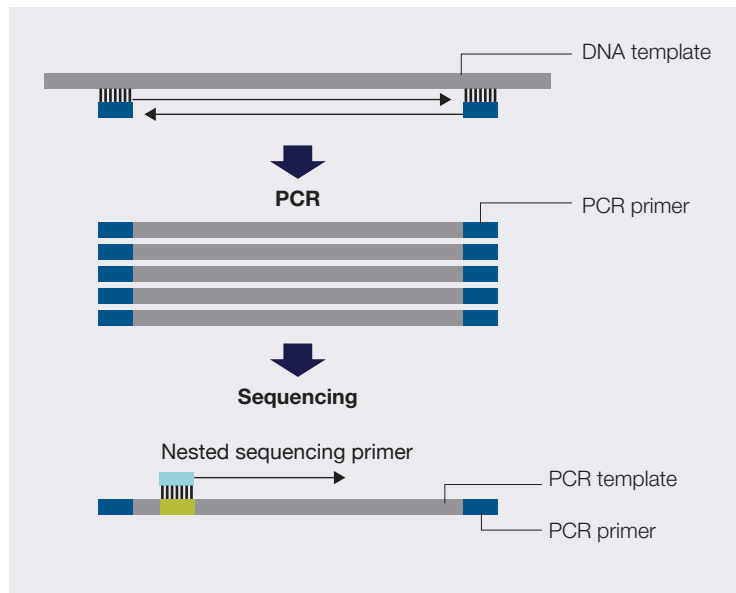 DNA template
PCR
PCR primer
Sequencing
Nested sequencing primer
PCR template
PCR primer